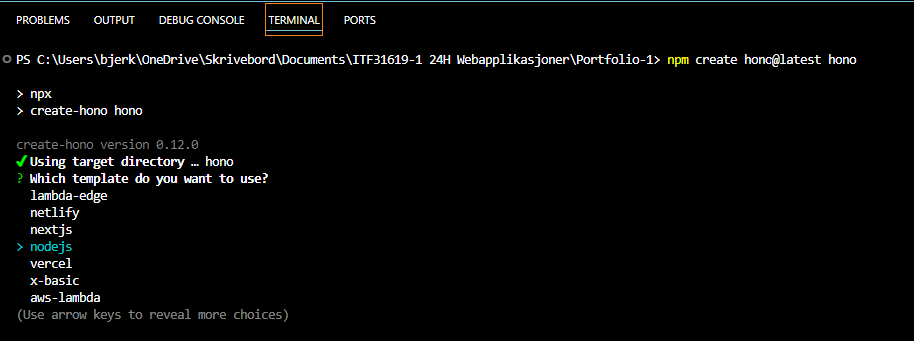 PROBLEMS OUTPUT DEBUG CONSOLE TERMINAL PORTS
PS C:\Users\bjerk\OneDrive\Skrivebord\Documents\ITF31619-1 24H Webapplikasjoner\Portfolio-1> npm create hono@latest hono
> npx
> create-hono hono
create-hono version 0.12.0
✔ Using target directory … hono
? Which template do you want to use?
lambda-edge
netlify
nextjs
> nodejs
vercel
x-basic
aws-lambda
(Use arrow keys to reveal more choices)